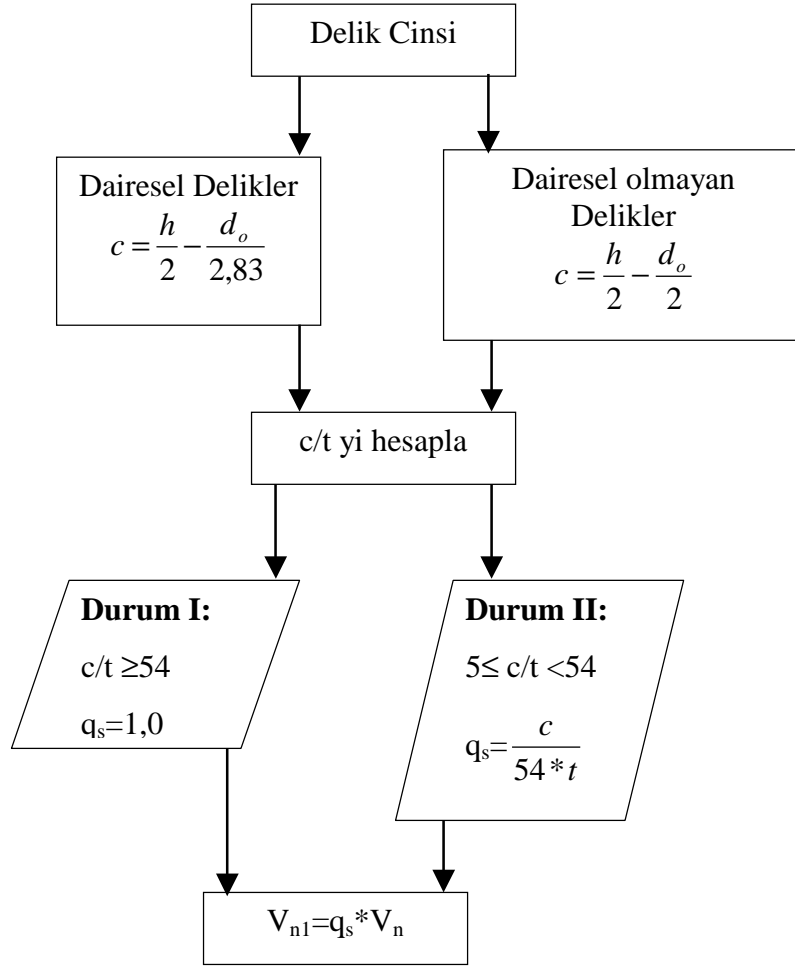 Delik Cinsi
Dairesel Delikler
c = h/2 − d_o/2,83
Dairesel olmayan
Delikler
c = h/2 − d_o/2
c/t yi hesapla
Durum I:
c/t ≥54
q_s=1,0
Durum II:
5≤ c/t <54
q_s= c/54*t
V_n1=q_s*V_n